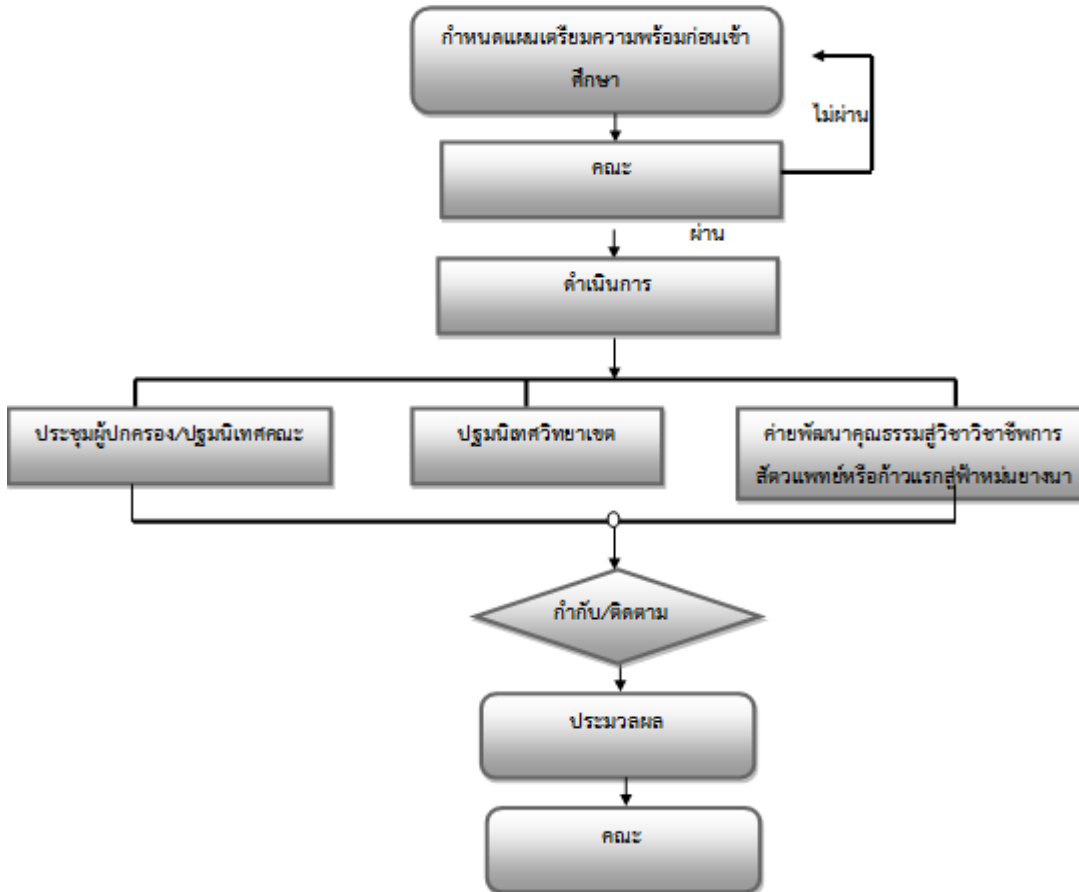 กำหนดแผนเตรียมความพร้อมก่อนเข้า
ศึกษา
ไม่ผ่าน
คณะ
ผ่าน
ดำเนินการ
ประชุมผู้ปกครอง/ปฐมนิเทศคณะ
ปฐมนิเทศวิทยาเขต
ค่ายพัฒนาคุณธรรมสู่วิชาวิชาชีพการ
สัตวแพทย์หรือก้าวแรกสู่ฟ้าหม่นยางนา
กำกับ/ติดตาม
ประมวลผล
คณะ